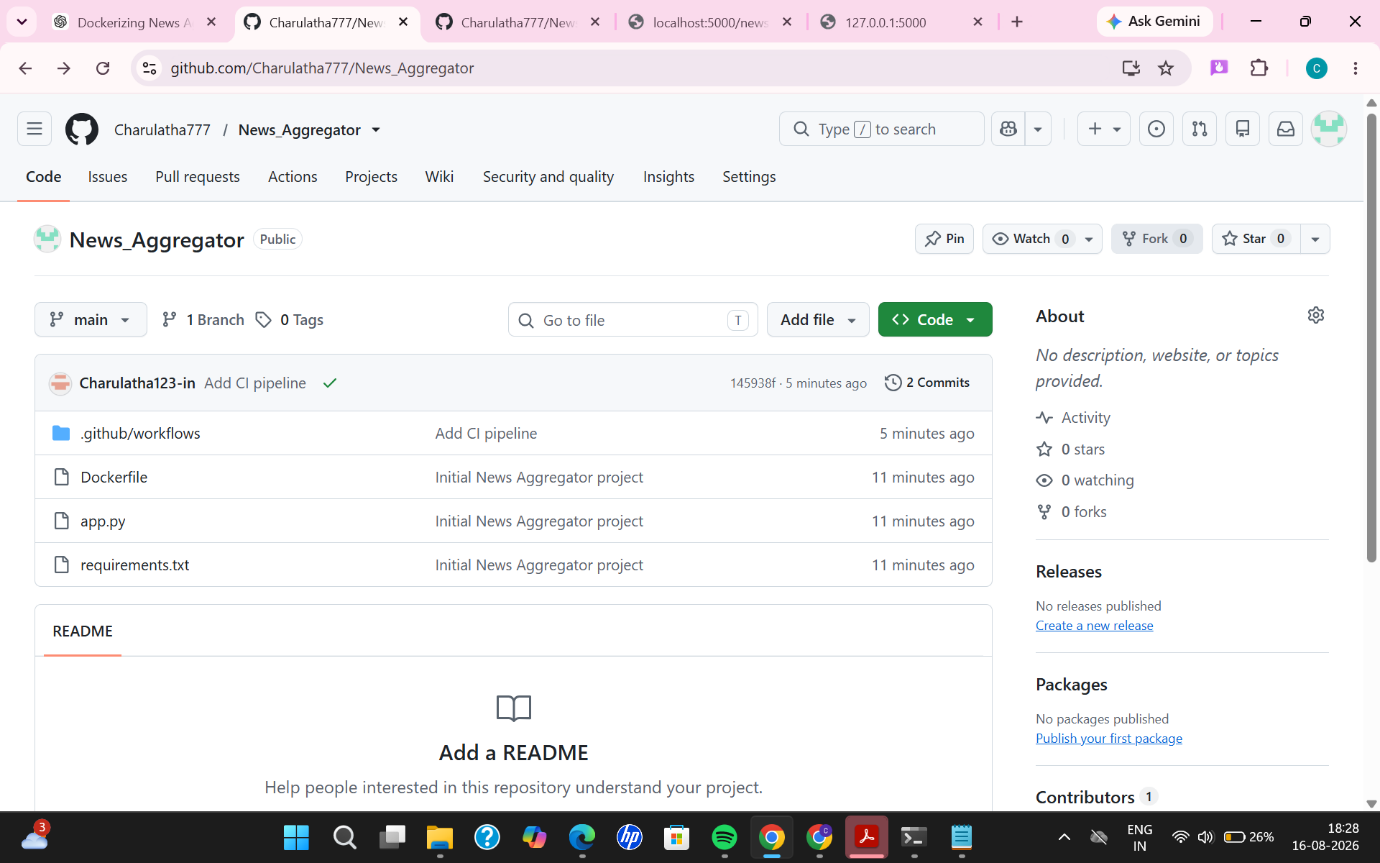 Dockerizing News A
Charulatha777/New
Charulatha777/New
localhost:5000/news
127.0.0.1:5000
Ask Gemini
github.com/Charulatha777/News_Aggregator
C
Charulatha777 / News_Aggregator
Type / to search
Code Issues Pull requests Actions Projects Wiki Security and quality Insights Settings
News_Aggregator Public
Pin Watch 0 Fork 0 Star 0
main 1 Branch 0 Tags Go to file T Add file Code
Charulatha123-in Add CI pipeline 145938f · 5 minutes ago 2 Commits
.github/workflows Add CI pipeline 5 minutes ago
Dockerfile Initial News Aggregator project 11 minutes ago
app.py Initial News Aggregator project 11 minutes ago
requirements.txt Initial News Aggregator project 11 minutes ago
README
Add a README
Help people interested in this repository understand your project.
About
No description, website, or topics
provided.
Activity
0 stars
0 watching
0 forks
Releases
No releases published
Create a new release
Packages
No packages published
Publish your first package
Contributors 1
3
hp
C
ENG
IN
26%
18:28
16-08-2026